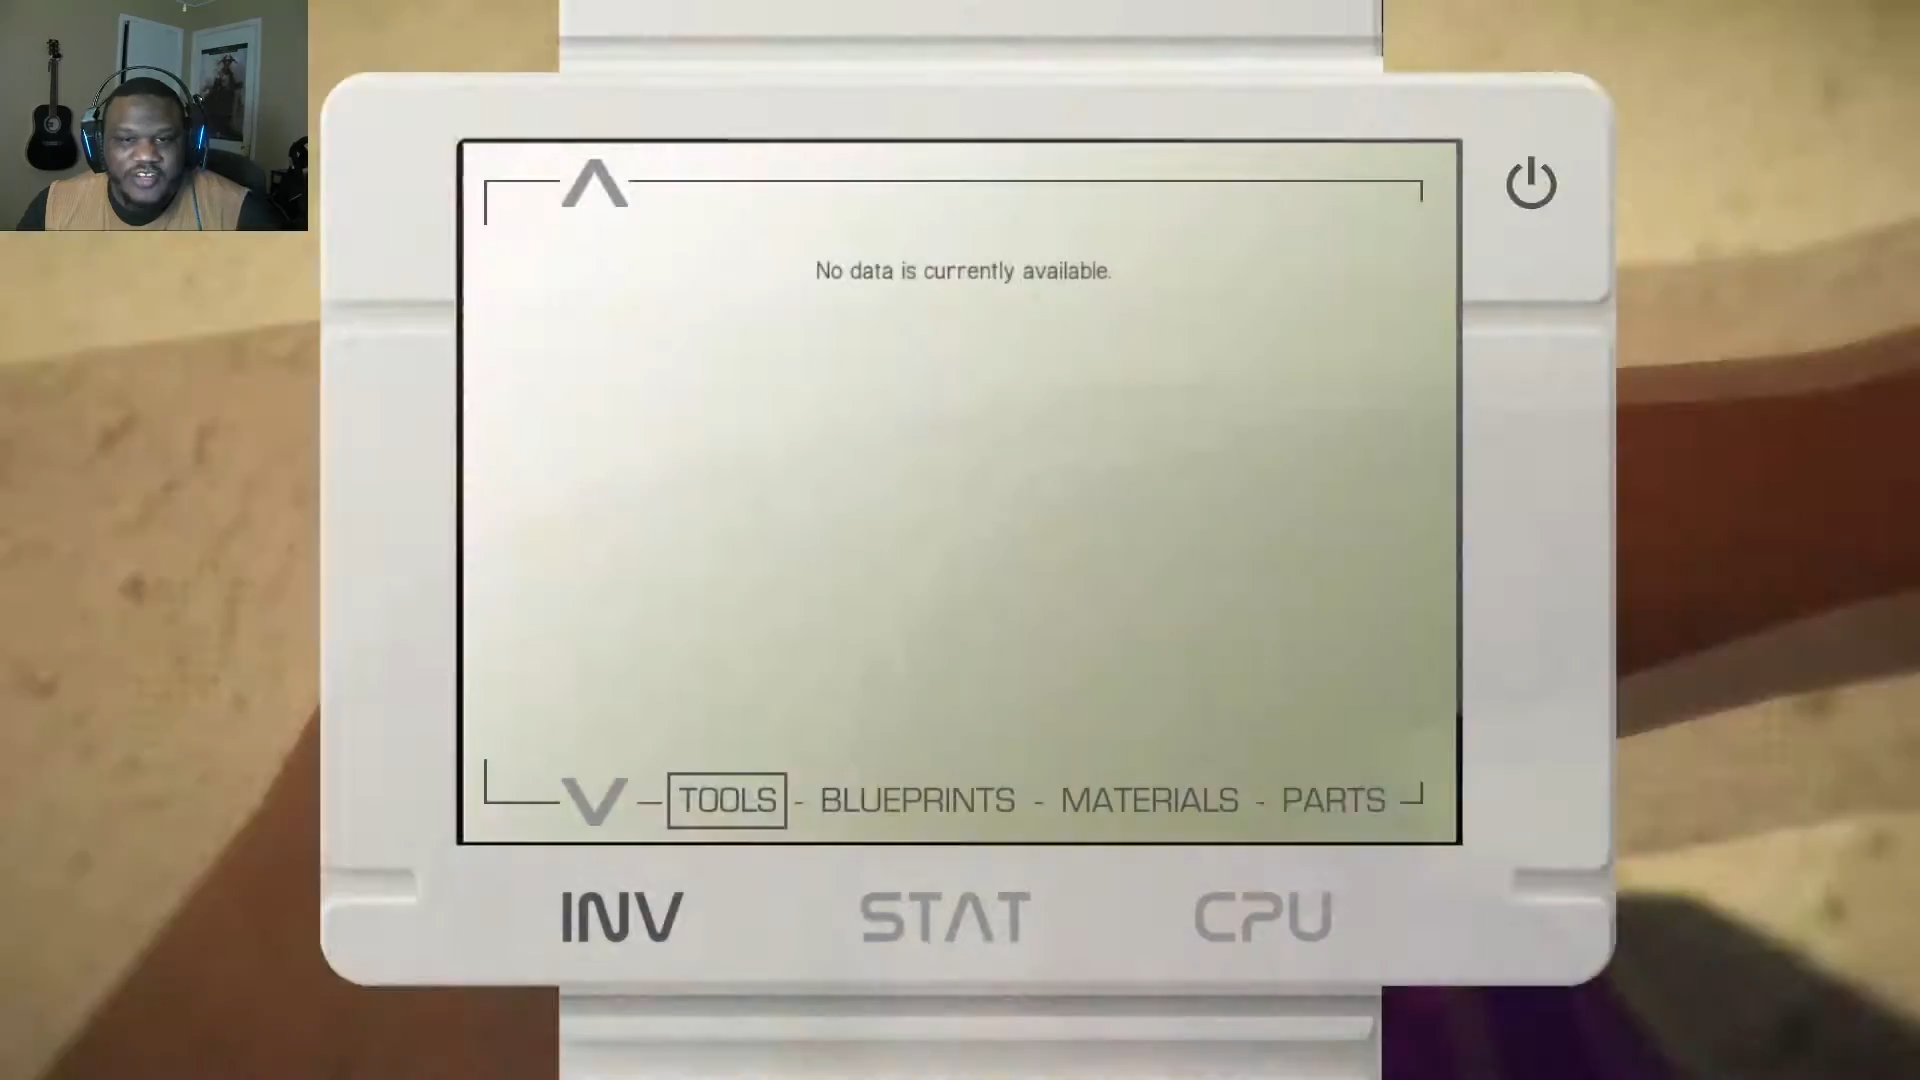 No data is currently available.
TOOLS - BLUEPRINTS - MATERIALS - PARTS
INV STAT CPU